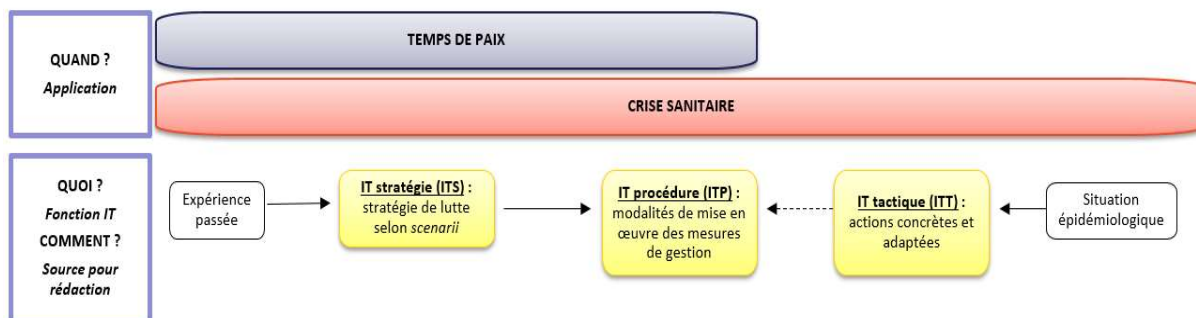 QUAND ?
Application
TEMPS DE PAIX
CRISE SANITAIRE
QUOI ?
Fonction IT
COMMENT ?
Source pour
rédaction
Expérience
passée
IT stratégie (ITS) :
stratégie de lutte
selon scenarii
IT procédure (ITP) :
modalités de mise en
œuvre des mesures
de gestion
IT tactique (ITT) :
actions concrètes et
adaptées
Situation
épidémiologique